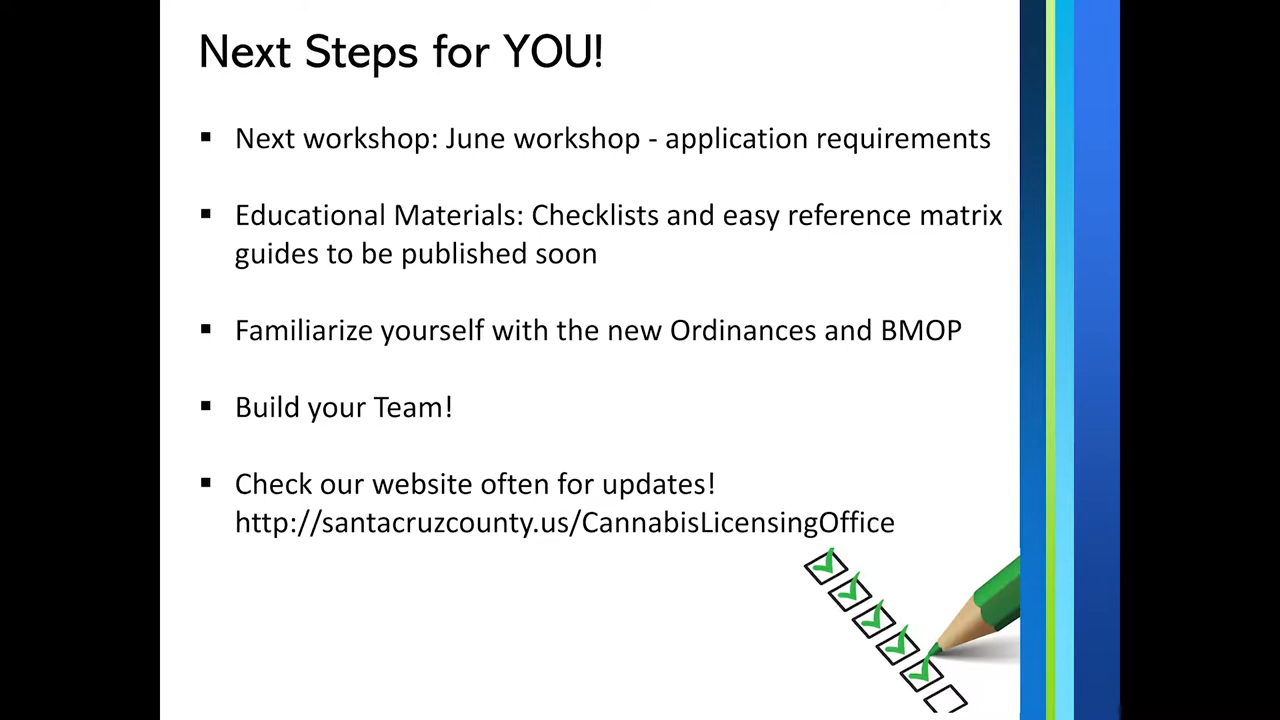 Next Steps for YOU!
▪ Next workshop: June workshop - application requirements
▪ Educational Materials: Checklists and easy reference matrix
guides to be published soon
▪ Familiarize yourself with the new Ordinances and BMOP
▪ Build your Team!
▪ Check our website often for updates!
http://santacruzcounty.us/CannabisLicensingOffice